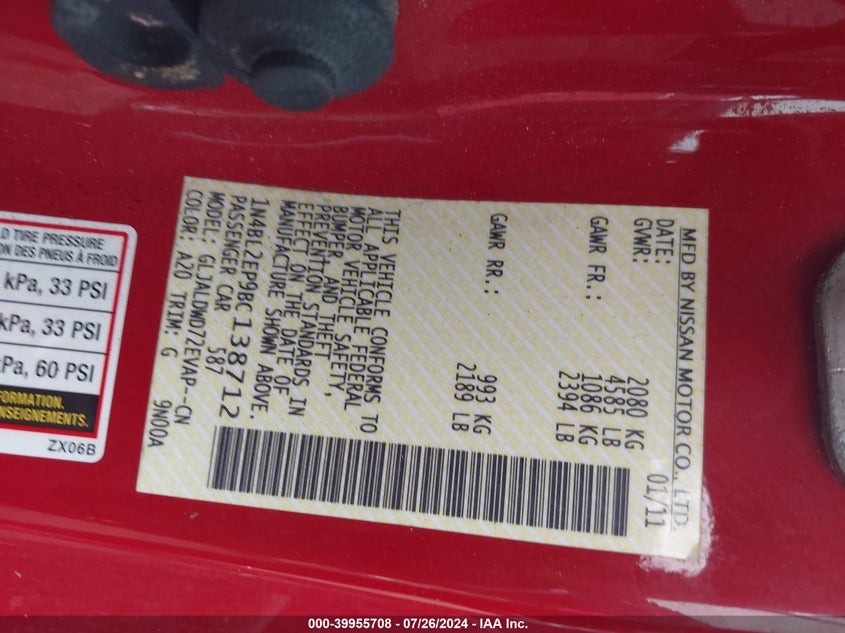 MFD BY NISSAN MOTOR CO., LTD.
DATE: 01/11
GVWR: 2080 KG
4585 LB
GAWR FR.: 1086 KG
2394 LB
GAWR RR.: 993 KG
2189 LB
THIS VEHICLE CONFORMS TO
ALL APPLICABLE FEDERAL
MOTOR VEHICLE SAFETY,
BUMPER, AND THEFT
PREVENTION STANDARDS IN
EFFECT ON THE DATE OF
MANUFACTURE SHOWN ABOVE.
1N4BL2EP9BC138712
PASSENGER CAR 587
MODEL: GLJALDWD72EVAP--CN
COLOR: A20 TRIM: G 9N00A
D TIRE PRESSURE
ON DES PNEUS À FROID
kPa, 33 PSI
kPa, 33 PSI
kPa, 60 PSI
FORMATION.
NSEIGNEMENTS.
ZX06B
000-39955708 / 07/26/2024 - IAA Inc.